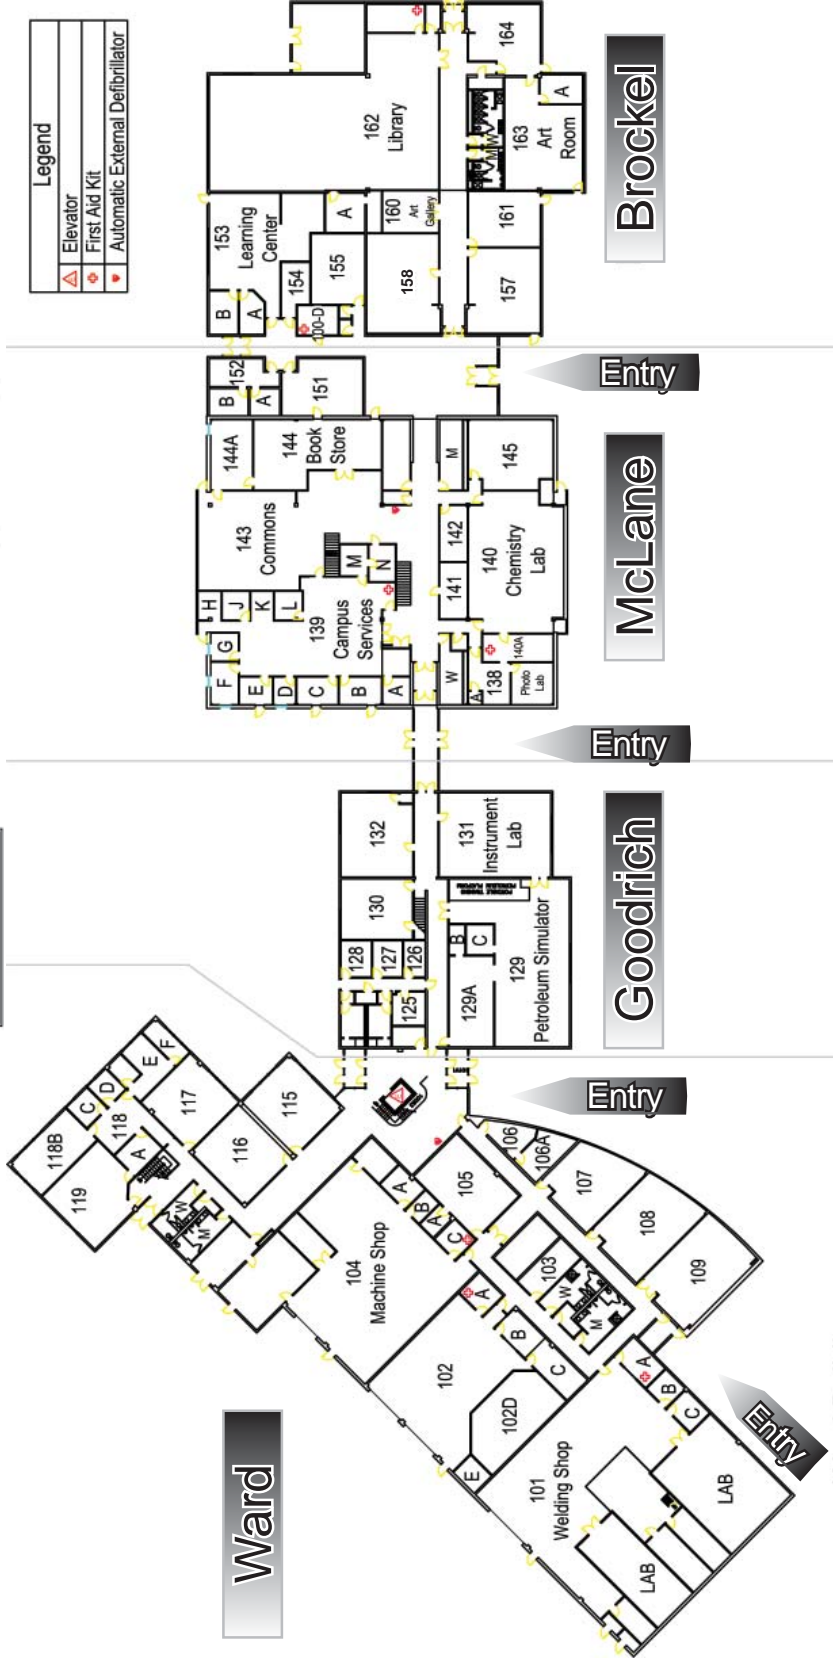 Legend
Elevator
First Aid Kit
Automatic External Defibrillator
Brockel
164
A
163
Art
Room
M
W
162
Library
161
160
Art
Gallery
A
153
Learning
Center
154
155
B
A
100-D
158
157
Entry
152
B
A
151
McLane
144A
144
Book
Store
M
145
143
Commons
142
141
140
Chemistry
Lab
M
N
H
J
K
L
139
Campus
Services
G
F
E
D
C
B
A
W
A
138
140A
Photo
Lab
Entry
Goodrich
132
131
Instrument
Lab
130
128
127
126
125
B
C
129A
129
Petroleum Simulator
Entry
Ward
F
E
D
C
118
A
118B
119
117
116
115
W
M
106
106A
107
108
109
105
A
B
A
C
104
Machine Shop
103
W
M
A
B
C
102
102D
E
101
Welding Shop
A
B
C
LAB
LAB
Entry